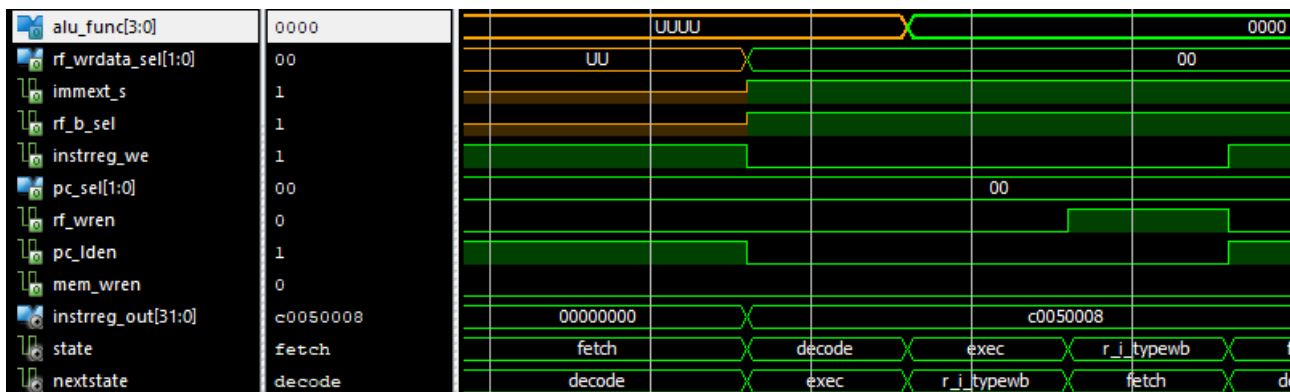 alu_func[3:0] 0000 UUUU 0000
rf_wrdata_sel[1:0] 00 UU 00
immext_s 1
rf_b_sel 1
instrreg_we 1
pc_sel[1:0] 00 00
rf_wren 0
pc_lden 1
mem_wren 0
instrreg_out[31:0] c0050008 00000000 c0050008
state fetch fetch decode exec r_i_typewb
nextstate decode decode exec r_i_typewb fetch